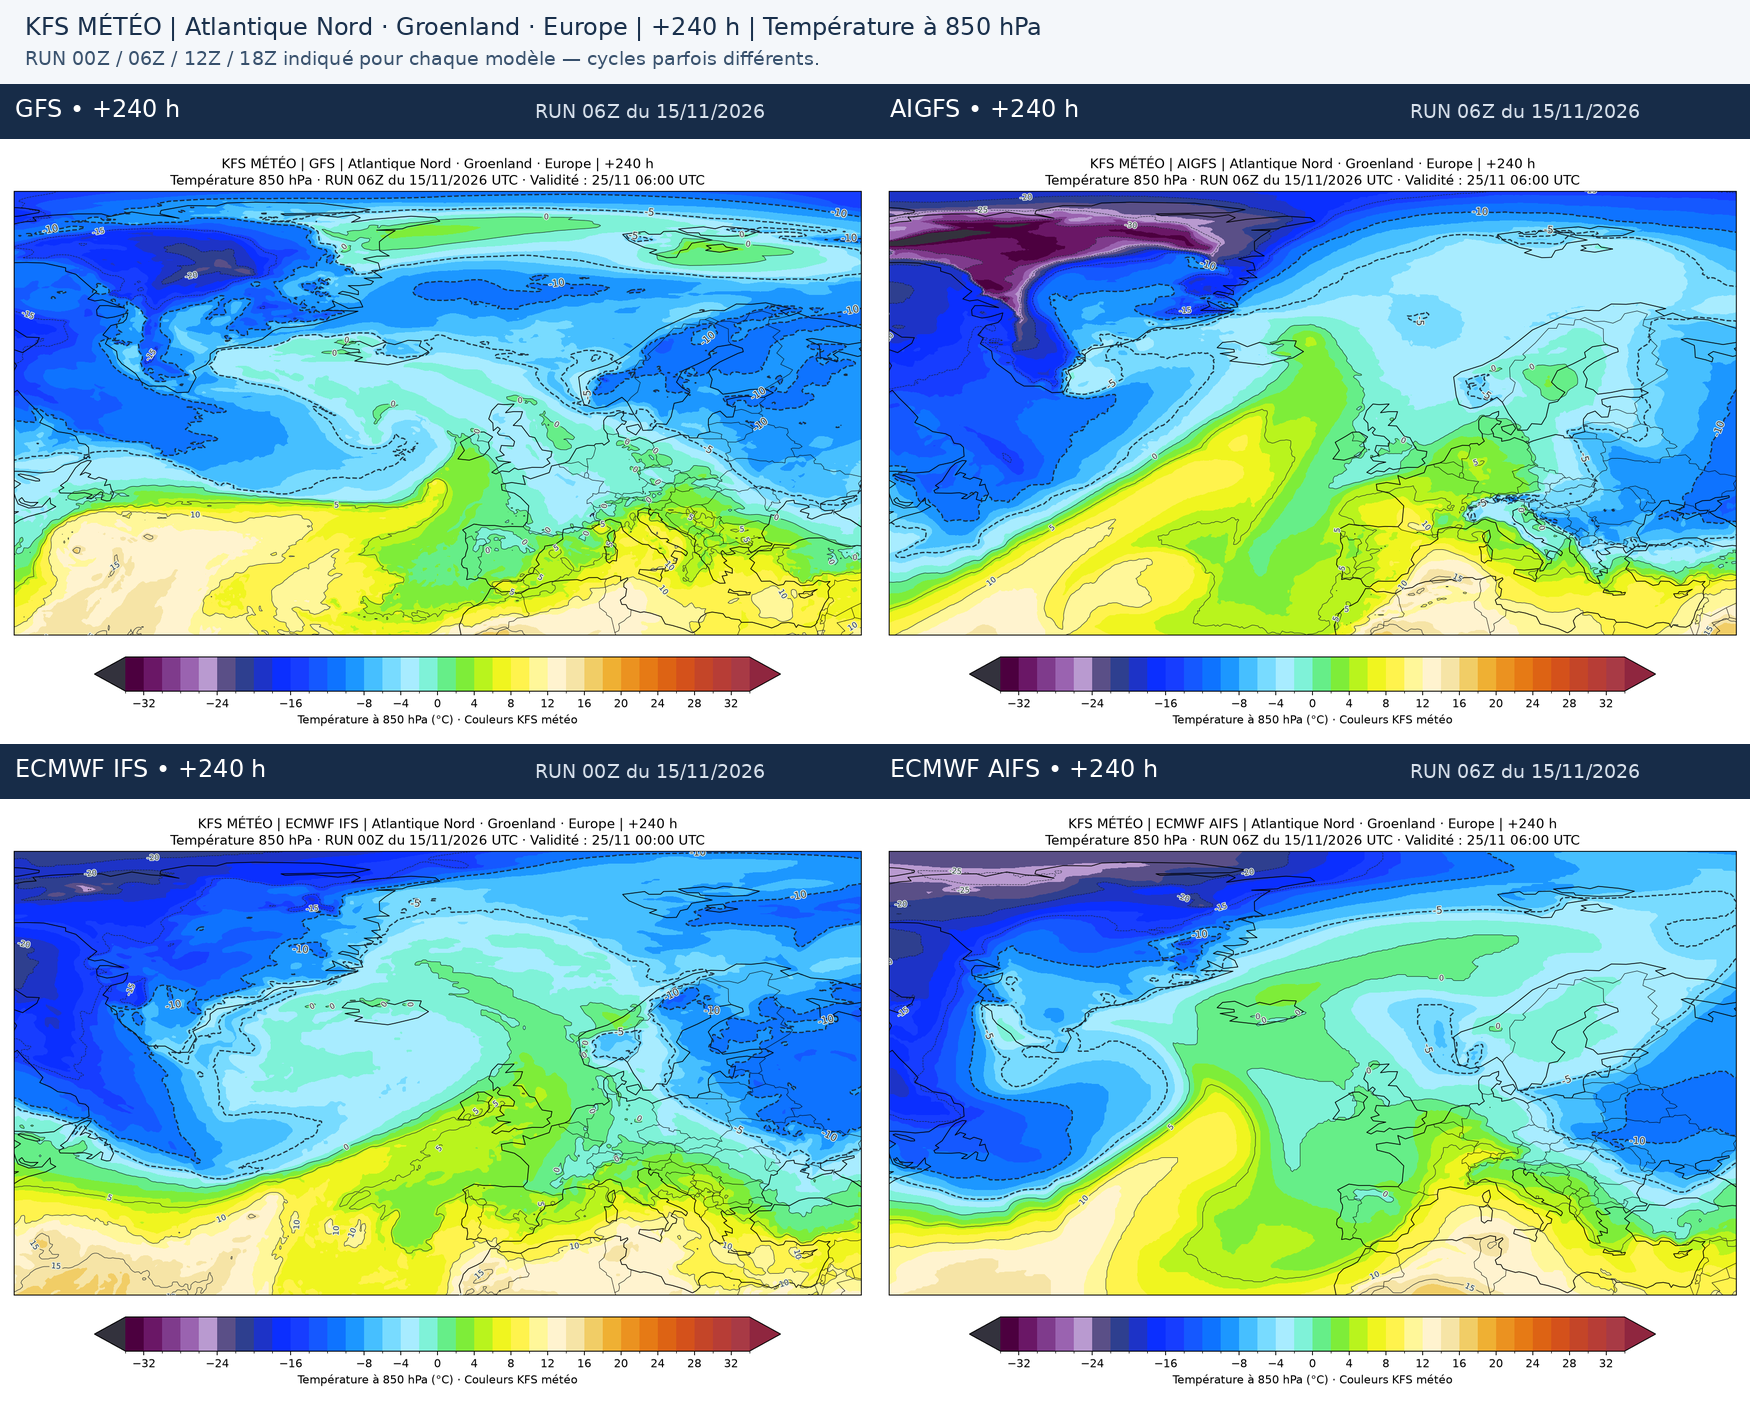 KFS MÉTÉO | Atlantique Nord · Groenland · Europe | +240 h | Température à 850 hPa
RUN 00Z / 06Z / 12Z / 18Z indiqué pour chaque modèle — cycles parfois différents.
GFS • +240 h
RUN 06Z du 15/11/2026
AIGFS • +240 h
RUN 06Z du 15/11/2026
KFS MÉTÉO | GFS | Atlantique Nord · Groenland · Europe | +240 h
Température 850 hPa · RUN 06Z du 15/11/2026 UTC · Validité : 25/11 06:00 UTC
KFS MÉTÉO | AIGFS | Atlantique Nord · Groenland · Europe | +240 h
Température 850 hPa · RUN 06Z du 15/11/2026 UTC · Validité : 25/11 06:00 UTC
−32 −24 −16 −8 −4 0 4 8 12 16 20 24 28 32
Température à 850 hPa (°C) · Couleurs KFS météo
−32 −24 −16 −8 −4 0 4 8 12 16 20 24 28 32
Température à 850 hPa (°C) · Couleurs KFS météo
ECMWF IFS • +240 h
RUN 00Z du 15/11/2026
ECMWF AIFS • +240 h
RUN 06Z du 15/11/2026
KFS MÉTÉO | ECMWF IFS | Atlantique Nord · Groenland · Europe | +240 h
Température 850 hPa · RUN 00Z du 15/11/2026 UTC · Validité : 25/11 00:00 UTC
KFS MÉTÉO | ECMWF AIFS | Atlantique Nord · Groenland · Europe | +240 h
Température 850 hPa · RUN 06Z du 15/11/2026 UTC · Validité : 25/11 06:00 UTC
−32 −24 −16 −8 −4 0 4 8 12 16 20 24 28 32
Température à 850 hPa (°C) · Couleurs KFS météo
−32 −24 −16 −8 −4 0 4 8 12 16 20 24 28 32
Température à 850 hPa (°C) · Couleurs KFS météo